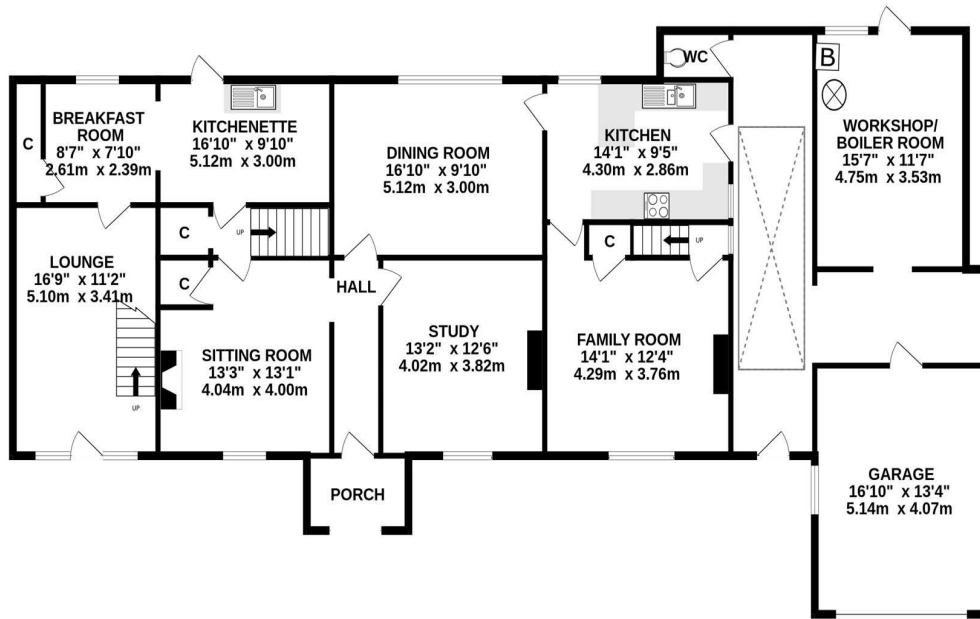 WC
B
BREAKFAST
ROOM
8'7" x 7'10"
2.61m x 2.39m
C
KITCHENETTE
16'10" x 9'10"
5.12m x 3.00m
DINING ROOM
16'10" x 9'10"
5.12m x 3.00m
KITCHEN
14'1" x 9'5"
4.30m x 2.86m
WORKSHOP/
BOILER ROOM
15'7" x 11'7"
4.75m x 3.53m
C
UP
C
UP
LOUNGE
16'9" x 11'2"
5.10m x 3.41m
C
HALL
SITTING ROOM
13'3" x 13'1"
4.04m x 4.00m
STUDY
13'2" x 12'6"
4.02m x 3.82m
FAMILY ROOM
14'1" x 12'4"
4.29m x 3.76m
UP
PORCH
GARAGE
16'10" x 13'4"
5.14m x 4.07m